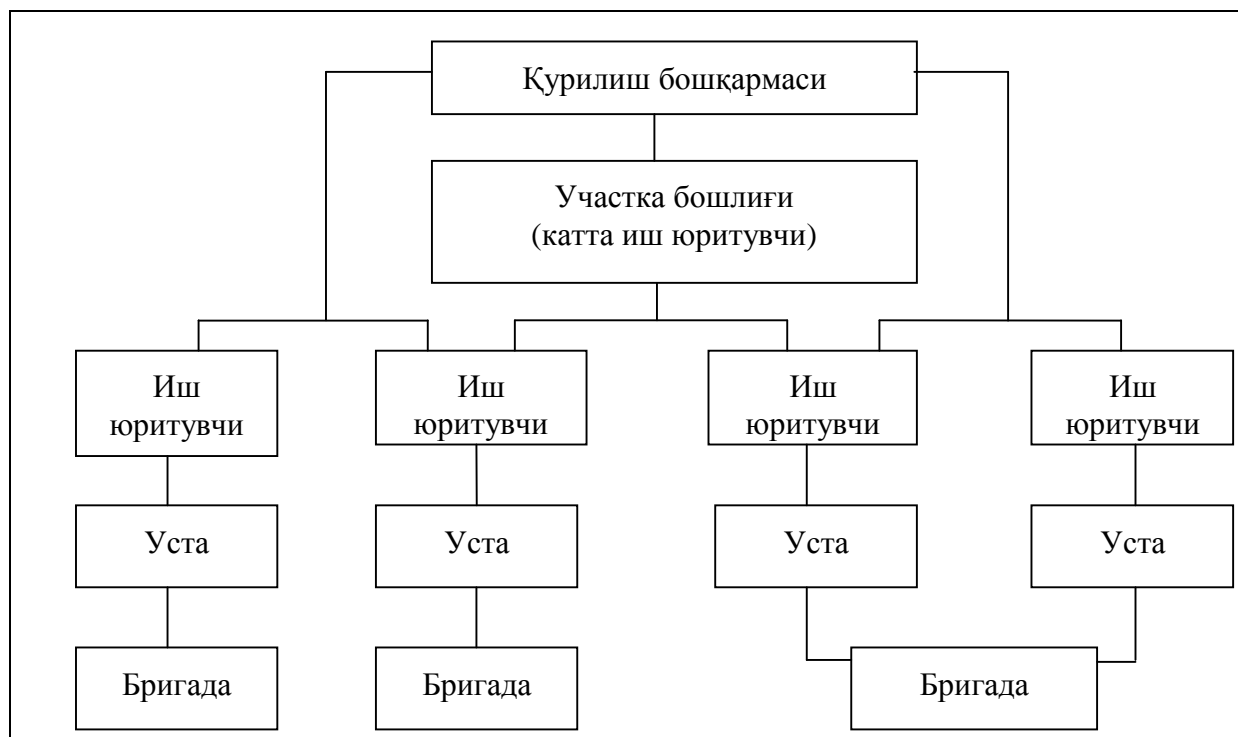 Қурилиш бошқармаси
Участка бошлиғи
(катта иш юритувчи)
Иш
юритувчи
Иш
юритувчи
Иш
юритувчи
Иш
юритувчи
Уста
Уста
Уста
Уста
Бригада
Бригада
Бригада